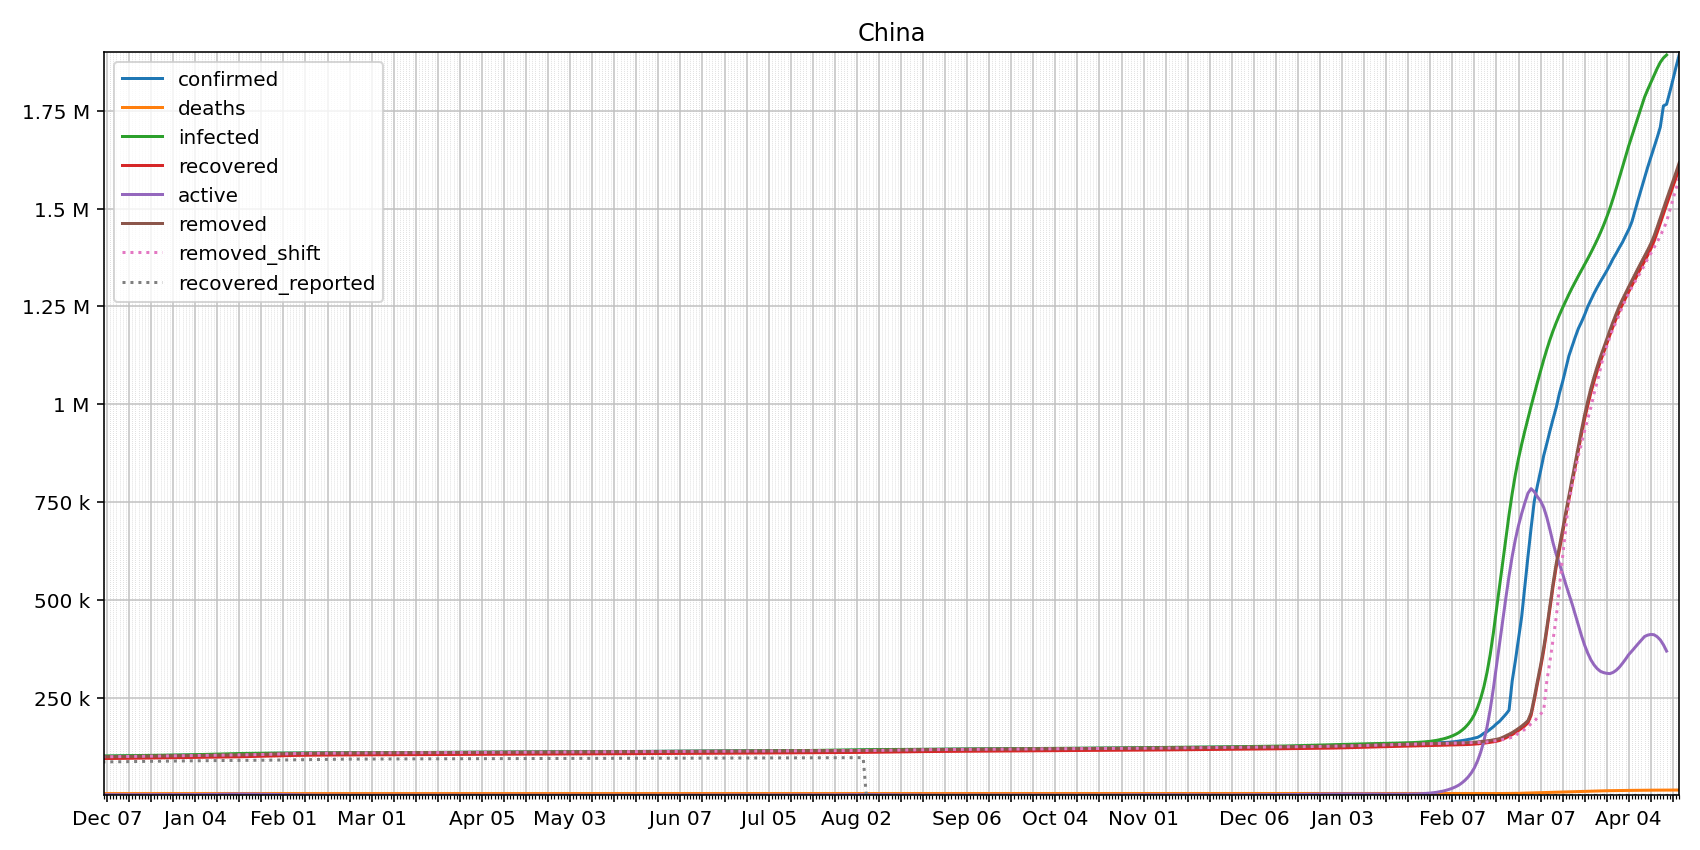 China
confirmed
deaths
infected
recovered
active
removed
removed_shift
recovered_reported
1.75 M
1.5 M
1.25 M
1 M
750 k
500 k
250 k
Dec 07 Jan 04 Feb 01 Mar 01 Apr 05 May 03 Jun 07 Jul 05 Aug 02 Sep 06 Oct 04 Nov 01 Dec 06 Jan 03 Feb 07 Mar 07 Apr 04